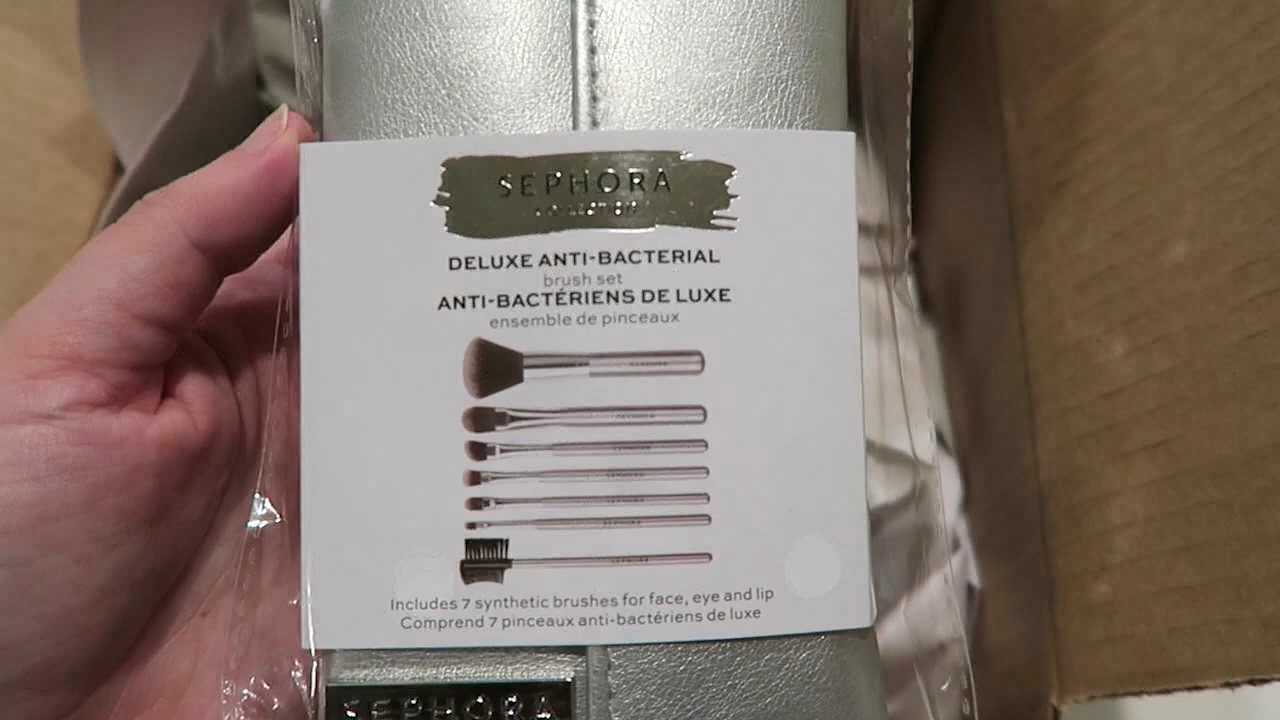 SEPHORA
COLLECTION
DELUXE ANTI-BACTERIAL
brush set
ANTI-BACTÉRIENS DE LUXE
ensemble de pinceaux
Includes 7 synthetic brushes for face, eye and lip
Comprend 7 pinceaux anti-bactériens de luxe
SEPHORA